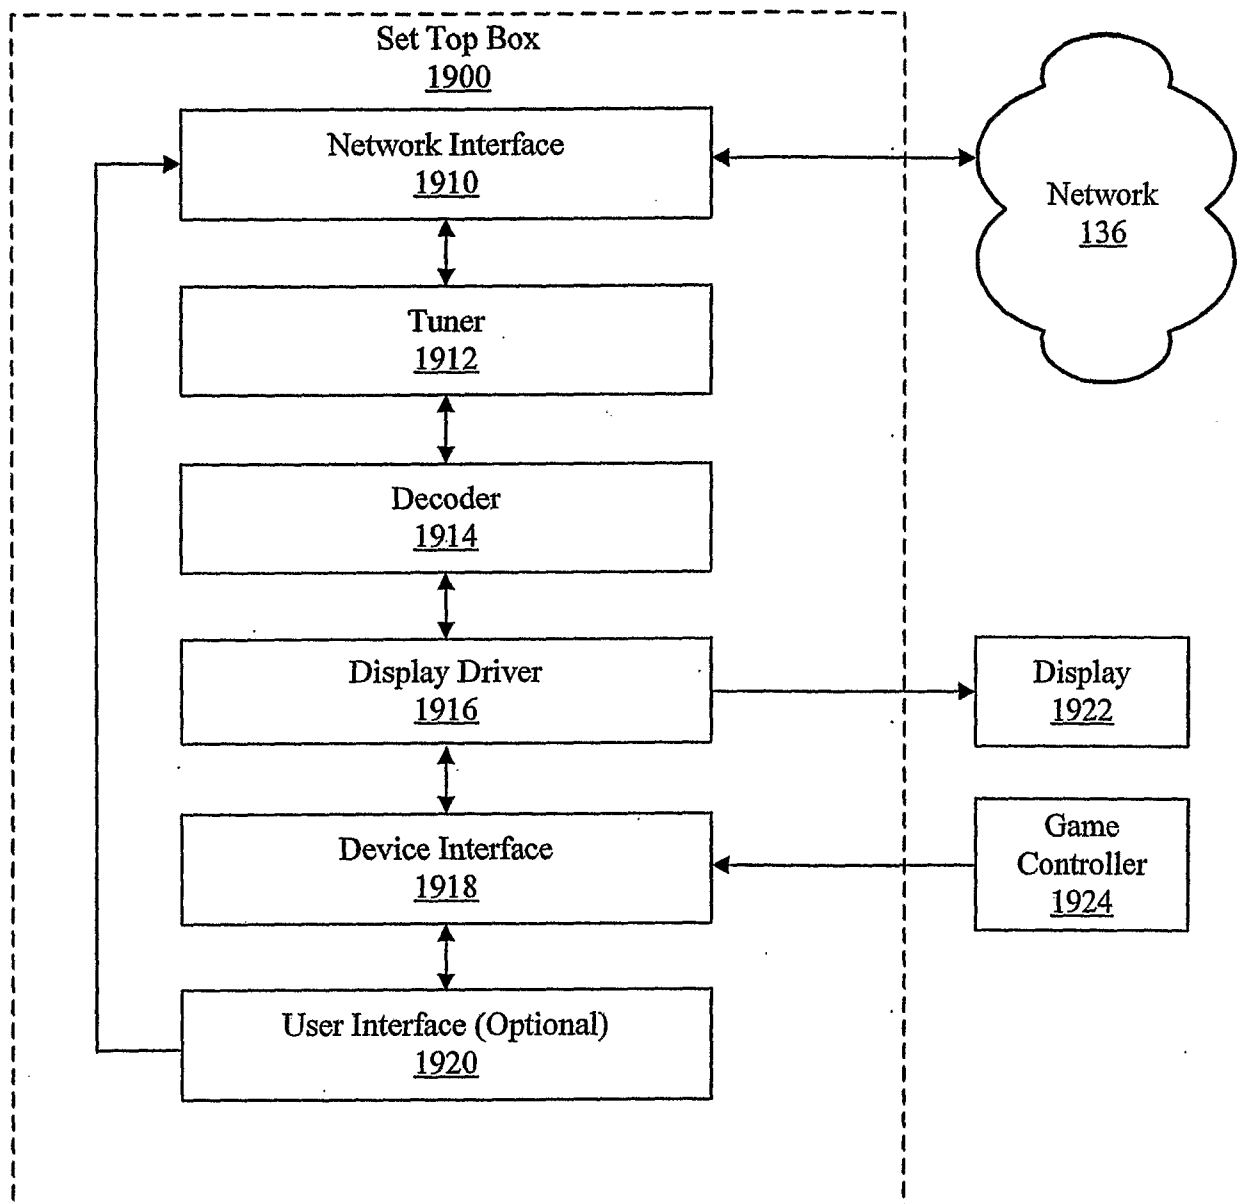 Set Top Box
1900
Network Interface
1910
Network
136
Tuner
1912
Decoder
1914
Display Driver
1916
Display
1922
Device Interface
1918
Game
Controller
1924
User Interface (Optional)
1920